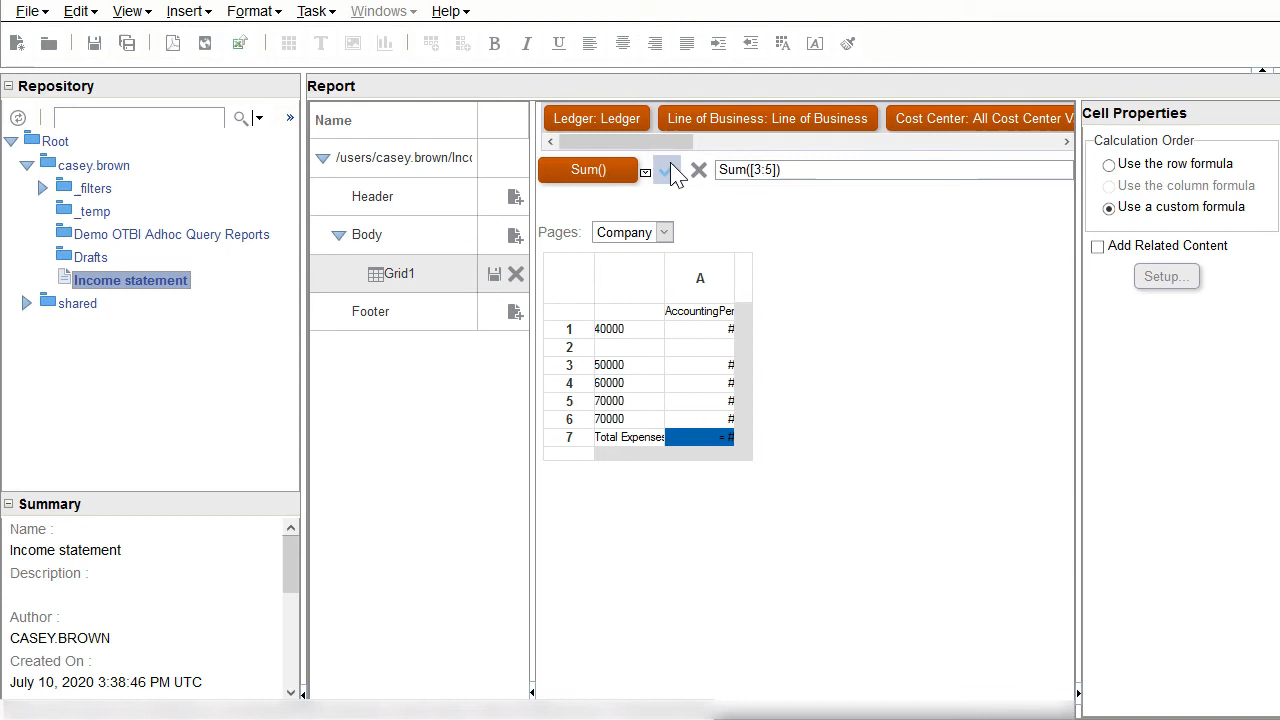 File Edit View Insert Format Task Windows Help
Repository
Root
casey.brown
_filters
_temp
Demo OTBI Adhoc Query Reports
Drafts
Income statement
shared
Summary
Name :
Income statement
Description :
Author :
CASEY.BROWN
Created On :
July 10, 2020 3:38:46 PM UTC
Report
Name
/users/casey.brown/Inco
Header
Body
Grid1
Footer
Ledger: Ledger Line of Business: Line of Business Cost Center: All Cost Center V
Sum() Sum([3:5])
Pages: Company
A
AccountingPer
1 40000 #
2
3 50000 #
4 60000 #
5 70000 #
6 70000 #
7 Total Expenses = #
Cell Properties
Calculation Order
Use the row formula
Use the column formula
Use a custom formula
Add Related Content
Setup...